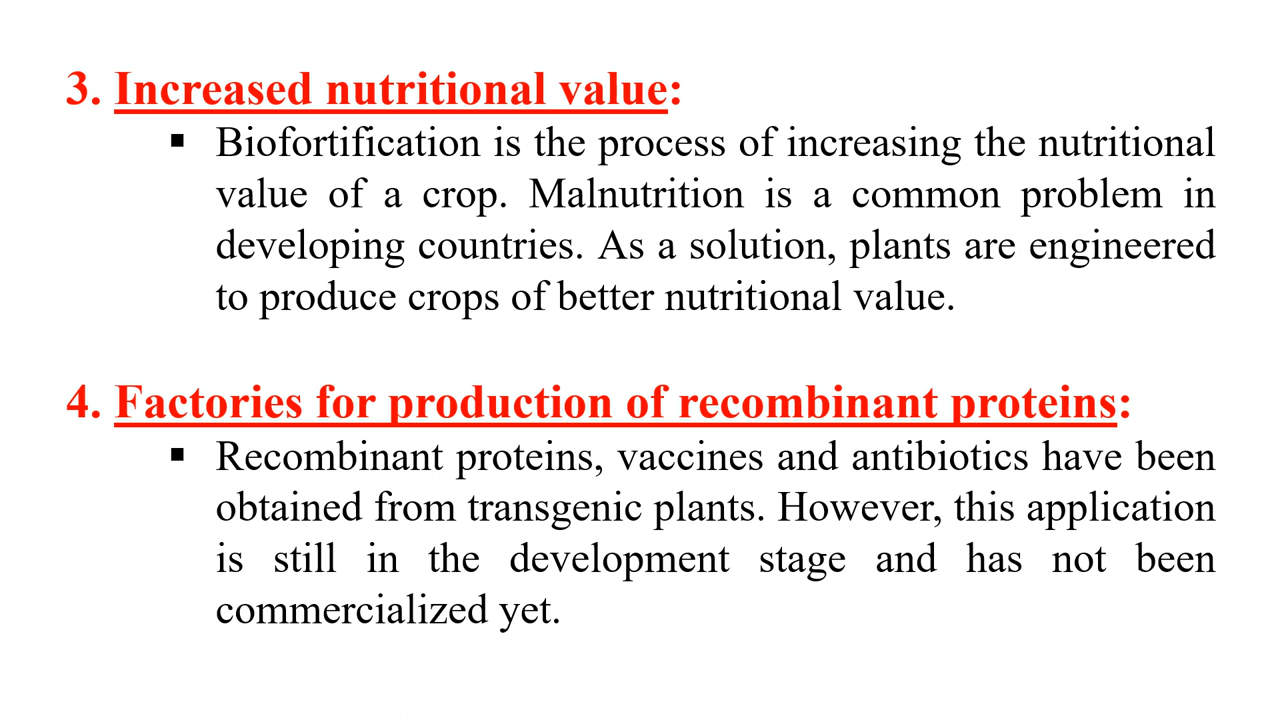 3. Increased nutritional value:
▪ Biofortification is the process of increasing the nutritional
value of a crop. Malnutrition is a common problem in
developing countries. As a solution, plants are engineered
to produce crops of better nutritional value.
4. Factories for production of recombinant proteins:
▪ Recombinant proteins, vaccines and antibiotics have been
obtained from transgenic plants. However, this application
is still in the development stage and has not been
commercialized yet.